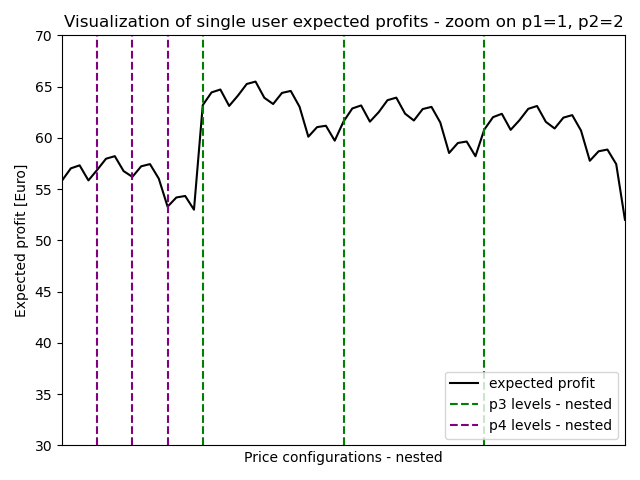 Visualization of single user expected profits - zoom on p1=1, p2=2
70
65
60
55
50
45
40
35
30
Expected profit [Euro]
expected profit
p3 levels - nested
p4 levels - nested
Price configurations - nested